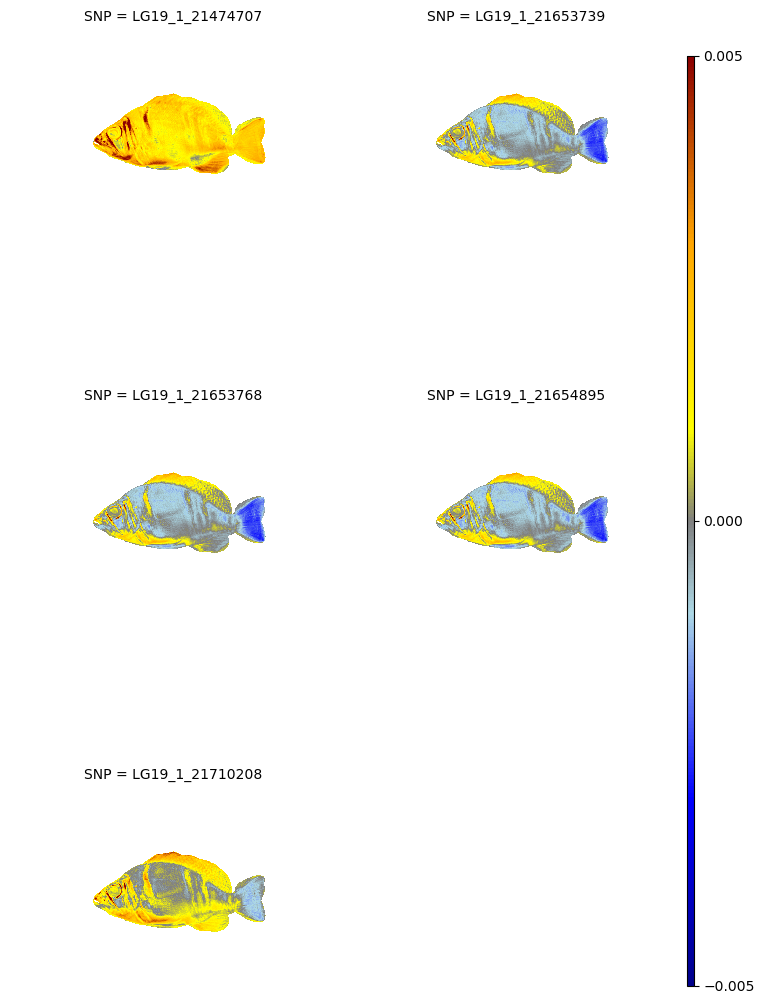 SNP = LG19_1_21474707
SNP = LG19_1_21653739
0.005
SNP = LG19_1_21653768
SNP = LG19_1_21654895
0.000
SNP = LG19_1_21710208
−0.005